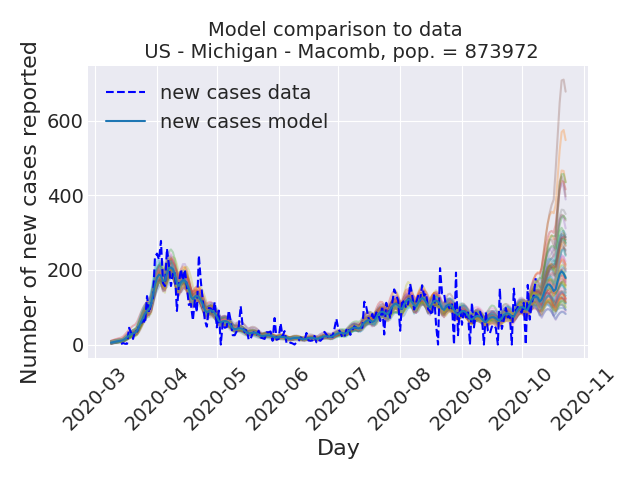 Model comparison to data
US - Michigan - Macomb, pop. = 873972
new cases data
new cases model
Number of new cases reported
600
400
200
0
2020-03
2020-04
2020-05
2020-06
2020-07
2020-08
2020-09
2020-10
2020-11
Day